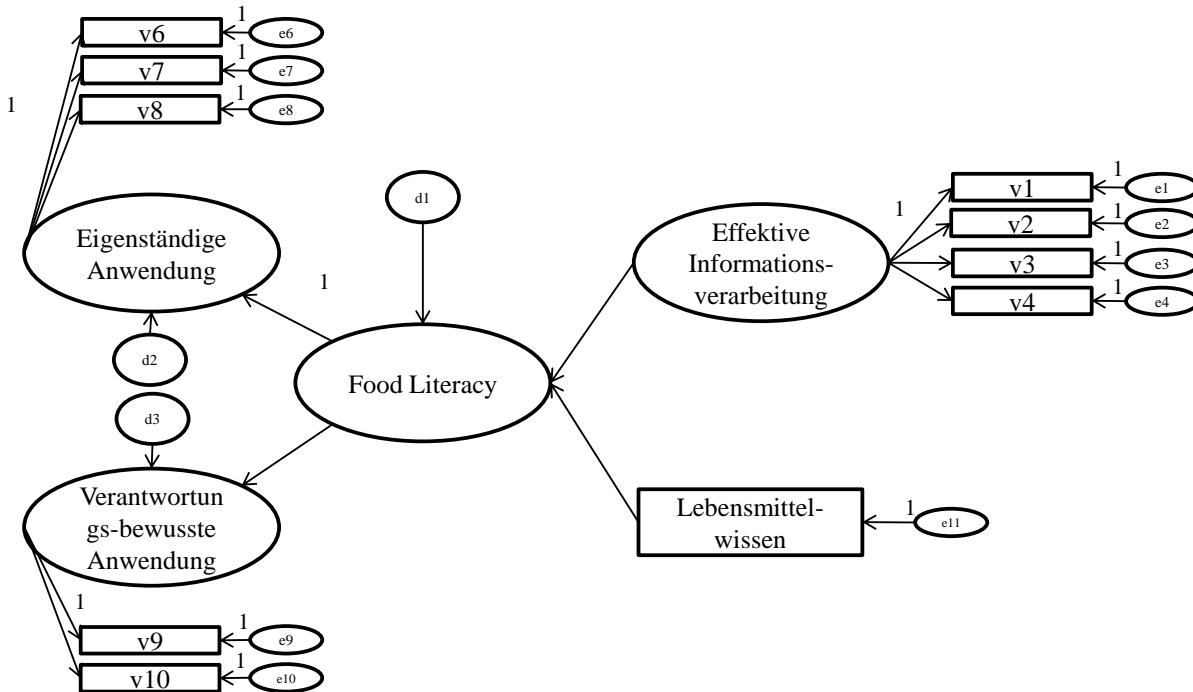 v6
1
e6
v7
1
e7
v8
1
e8
1
Eigenständige
Anwendung
d1
1
Effektive
Informations-
verarbeitung
1
v1
1
e1
v2
1
e2
v3
1
e3
v4
1
e4
d2
d3
Food Literacy
Verantwortun
gs-bewusste
Anwendung
Lebensmittel-
wissen
1
e11
1
v9
1
e9
v10
1
e10